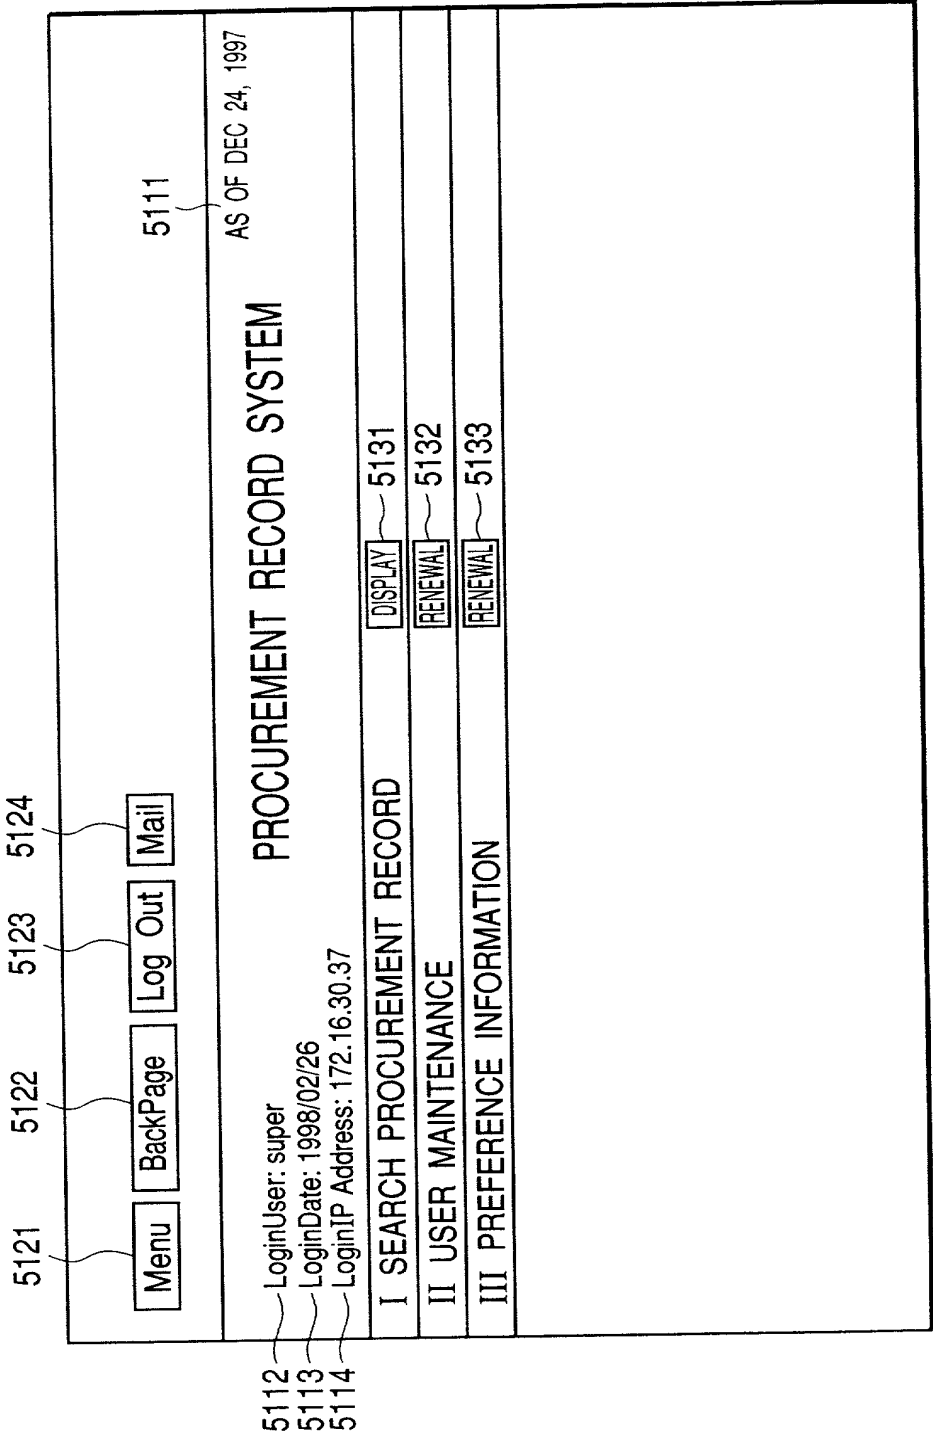 5121 5122 5123 5124
Menu BackPage Log Out Mail
5111
AS OF DEC 24, 1997
PROCUREMENT RECORD SYSTEM
5112 LoginUser: super
5113 LoginDate: 1998/02/26
5114 LoginIP Address: 172.16.30.37
I SEARCH PROCUREMENT RECORD DISPLAY 5131
II USER MAINTENANCE RENEWAL 5132
III PREFERENCE INFORMATION RENEWAL 5133